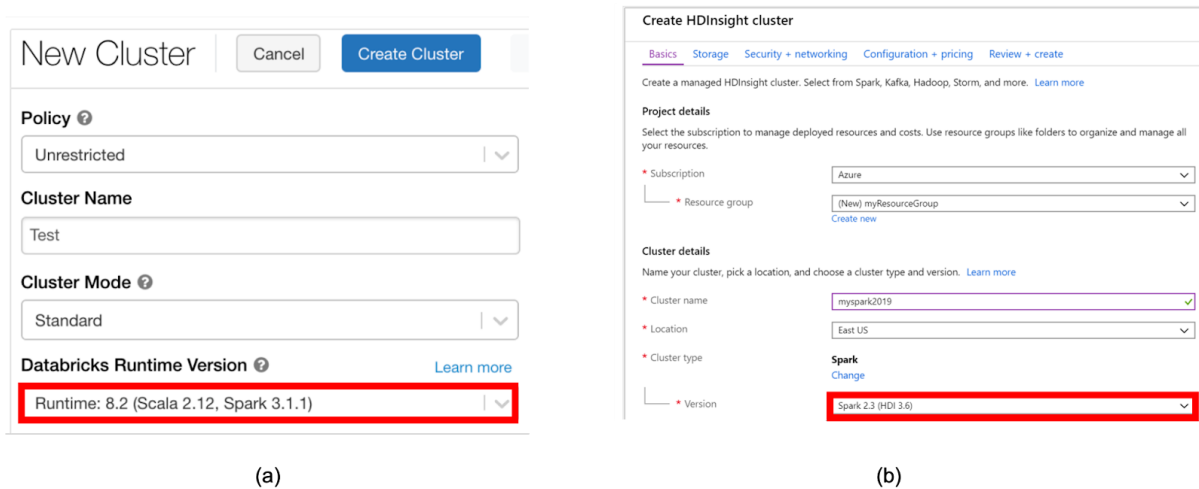 New Cluster
Cancel
Create Cluster
Policy
Unrestricted
Cluster Name
Test
Cluster Mode
Standard
Databricks Runtime Version
Learn more
Runtime: 8.2 (Scala 2.12, Spark 3.1.1)
(a)
Create HDInsight cluster
Basics Storage Security + networking Configuration + pricing Review + create
Create a managed HDInsight cluster. Select from Spark, Kafka, Hadoop, Storm, and more. Learn more
Project details
Select the subscription to manage deployed resources and costs. Use resource groups like folders to organize and manage all
your resources.
* Subscription
Azure
* Resource group
(New) myResourceGroup
Create new
Cluster details
Name your cluster, pick a location, and choose a cluster type and version. Learn more
* Cluster name
myspark2019
* Location
East US
* Cluster type
Spark
Change
* Version
Spark 2.3 (HDI 3.6)
(b)